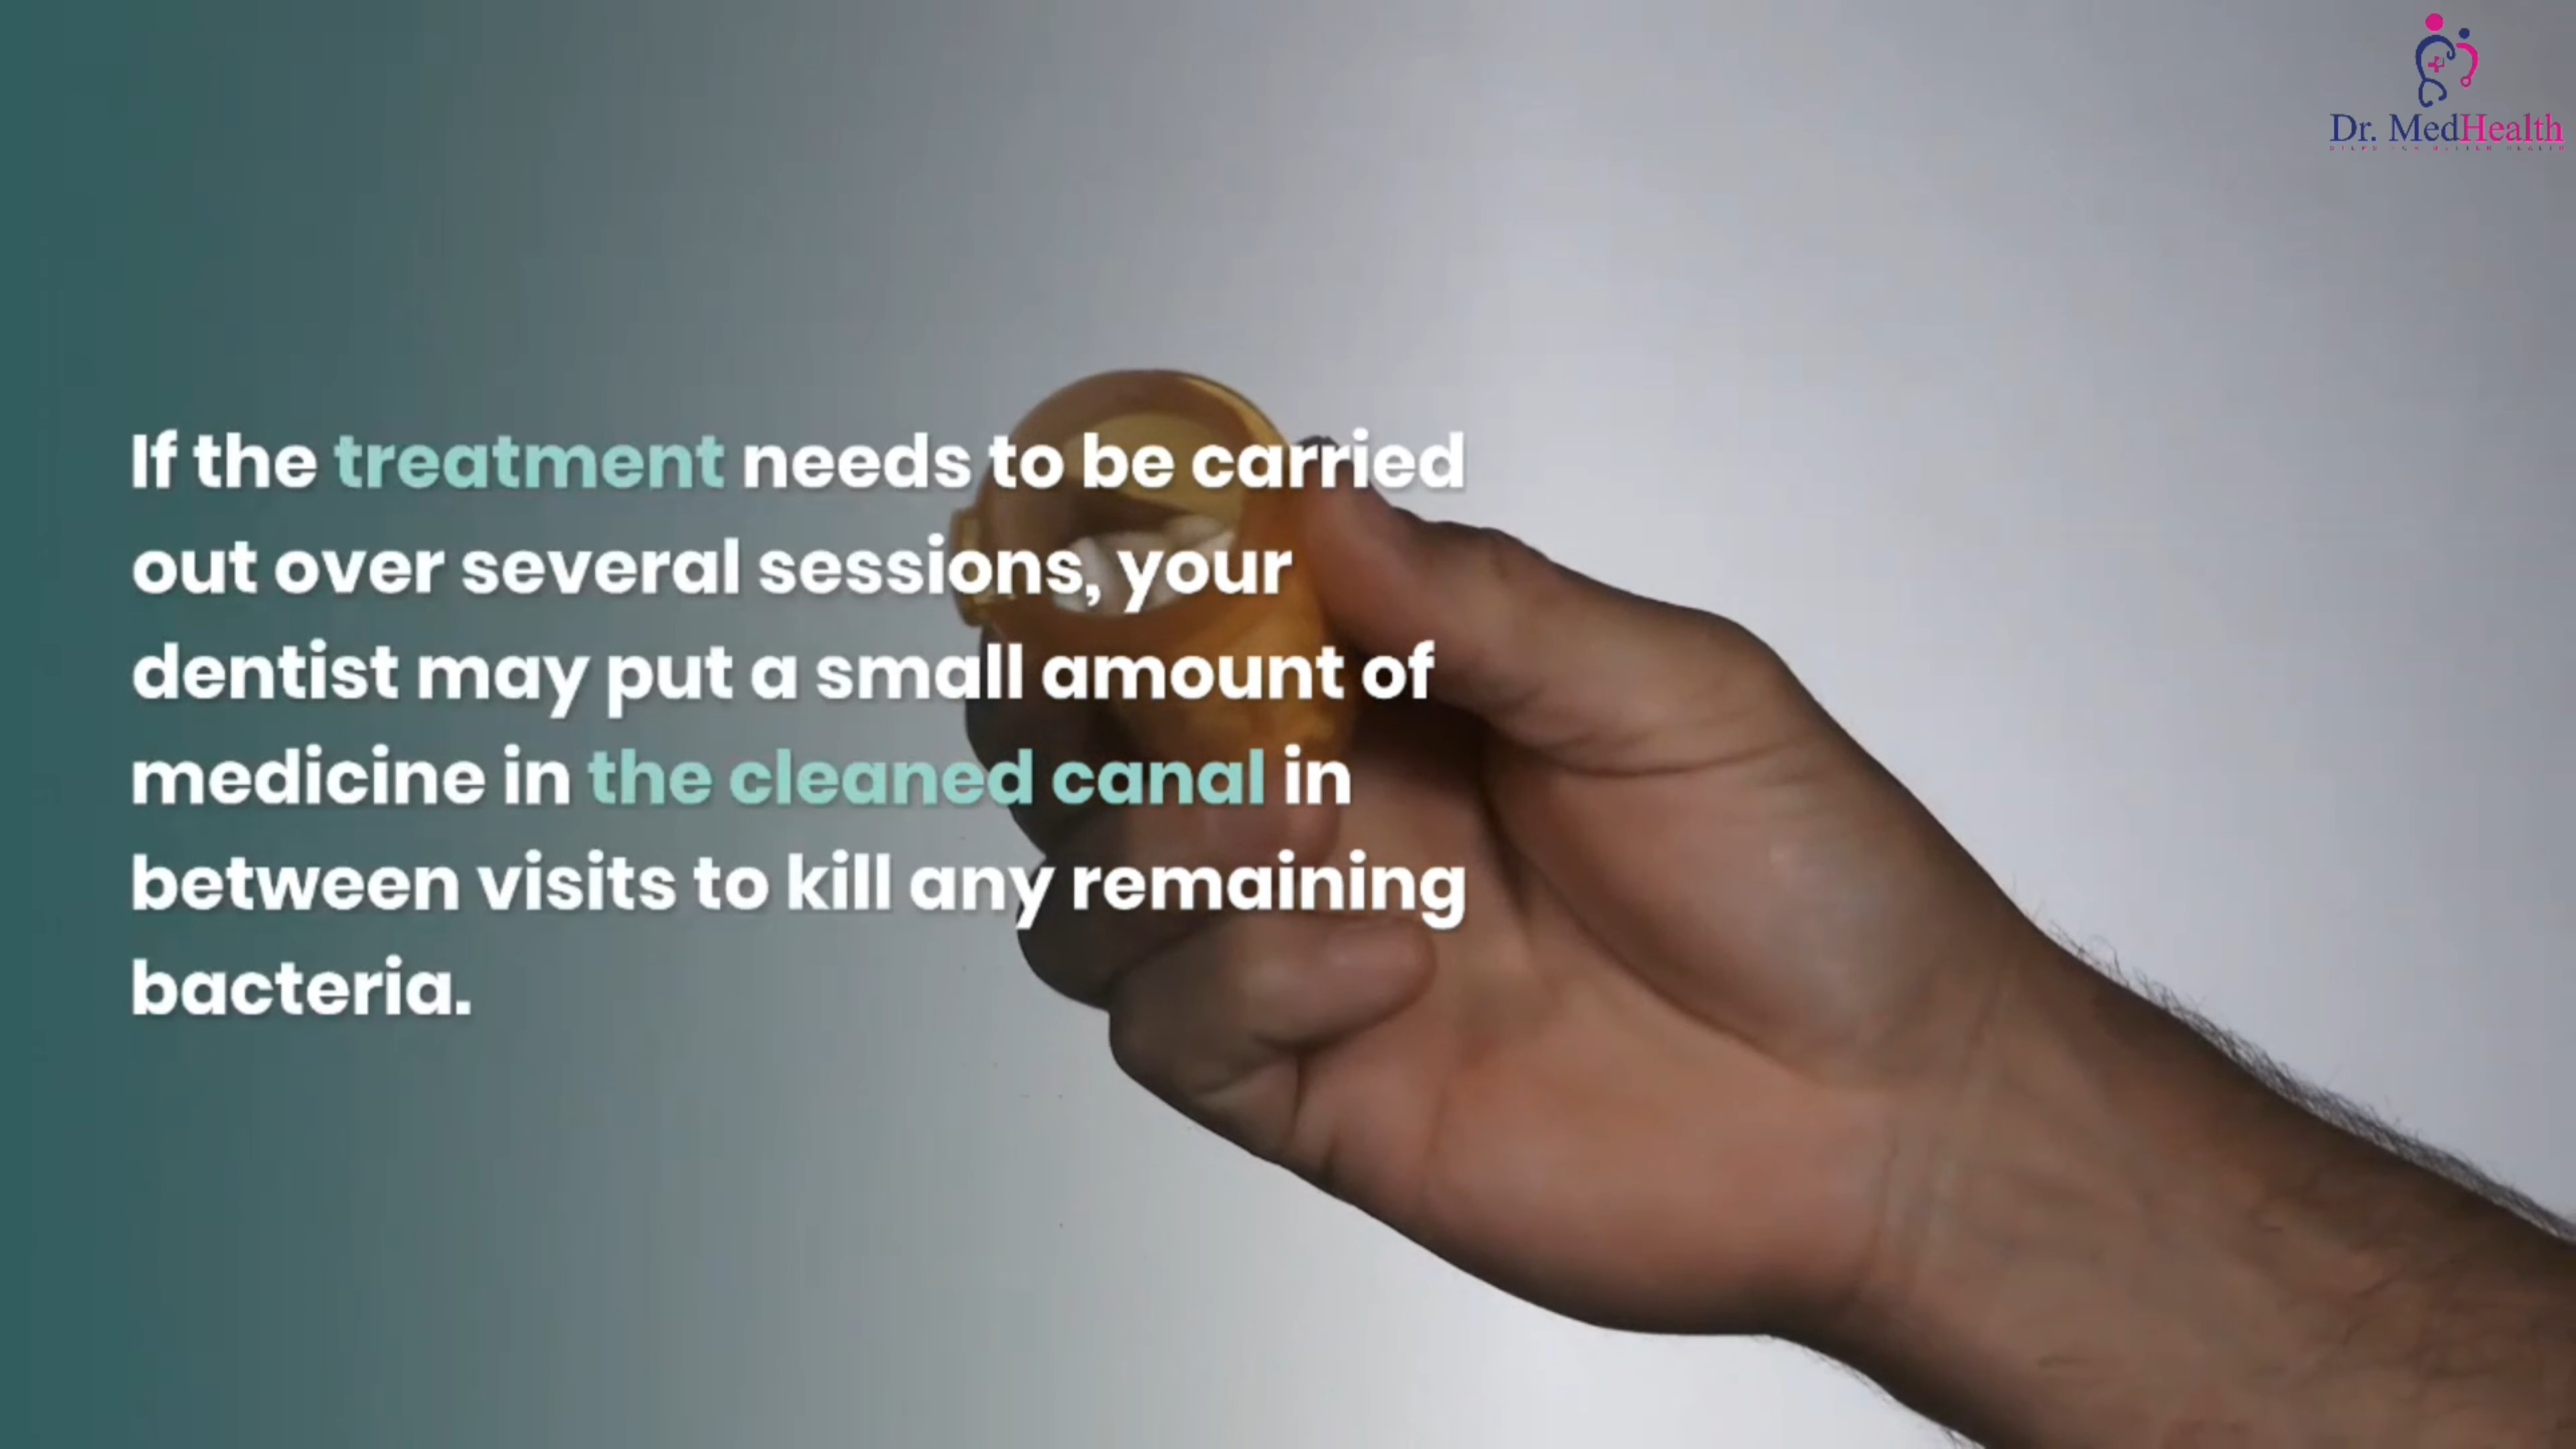 Dr. MedHealth
If the treatment needs to be carried
out over several sessions, your
dentist may put a small amount of
medicine in the cleaned canal in
between visits to kill any remaining
bacteria.